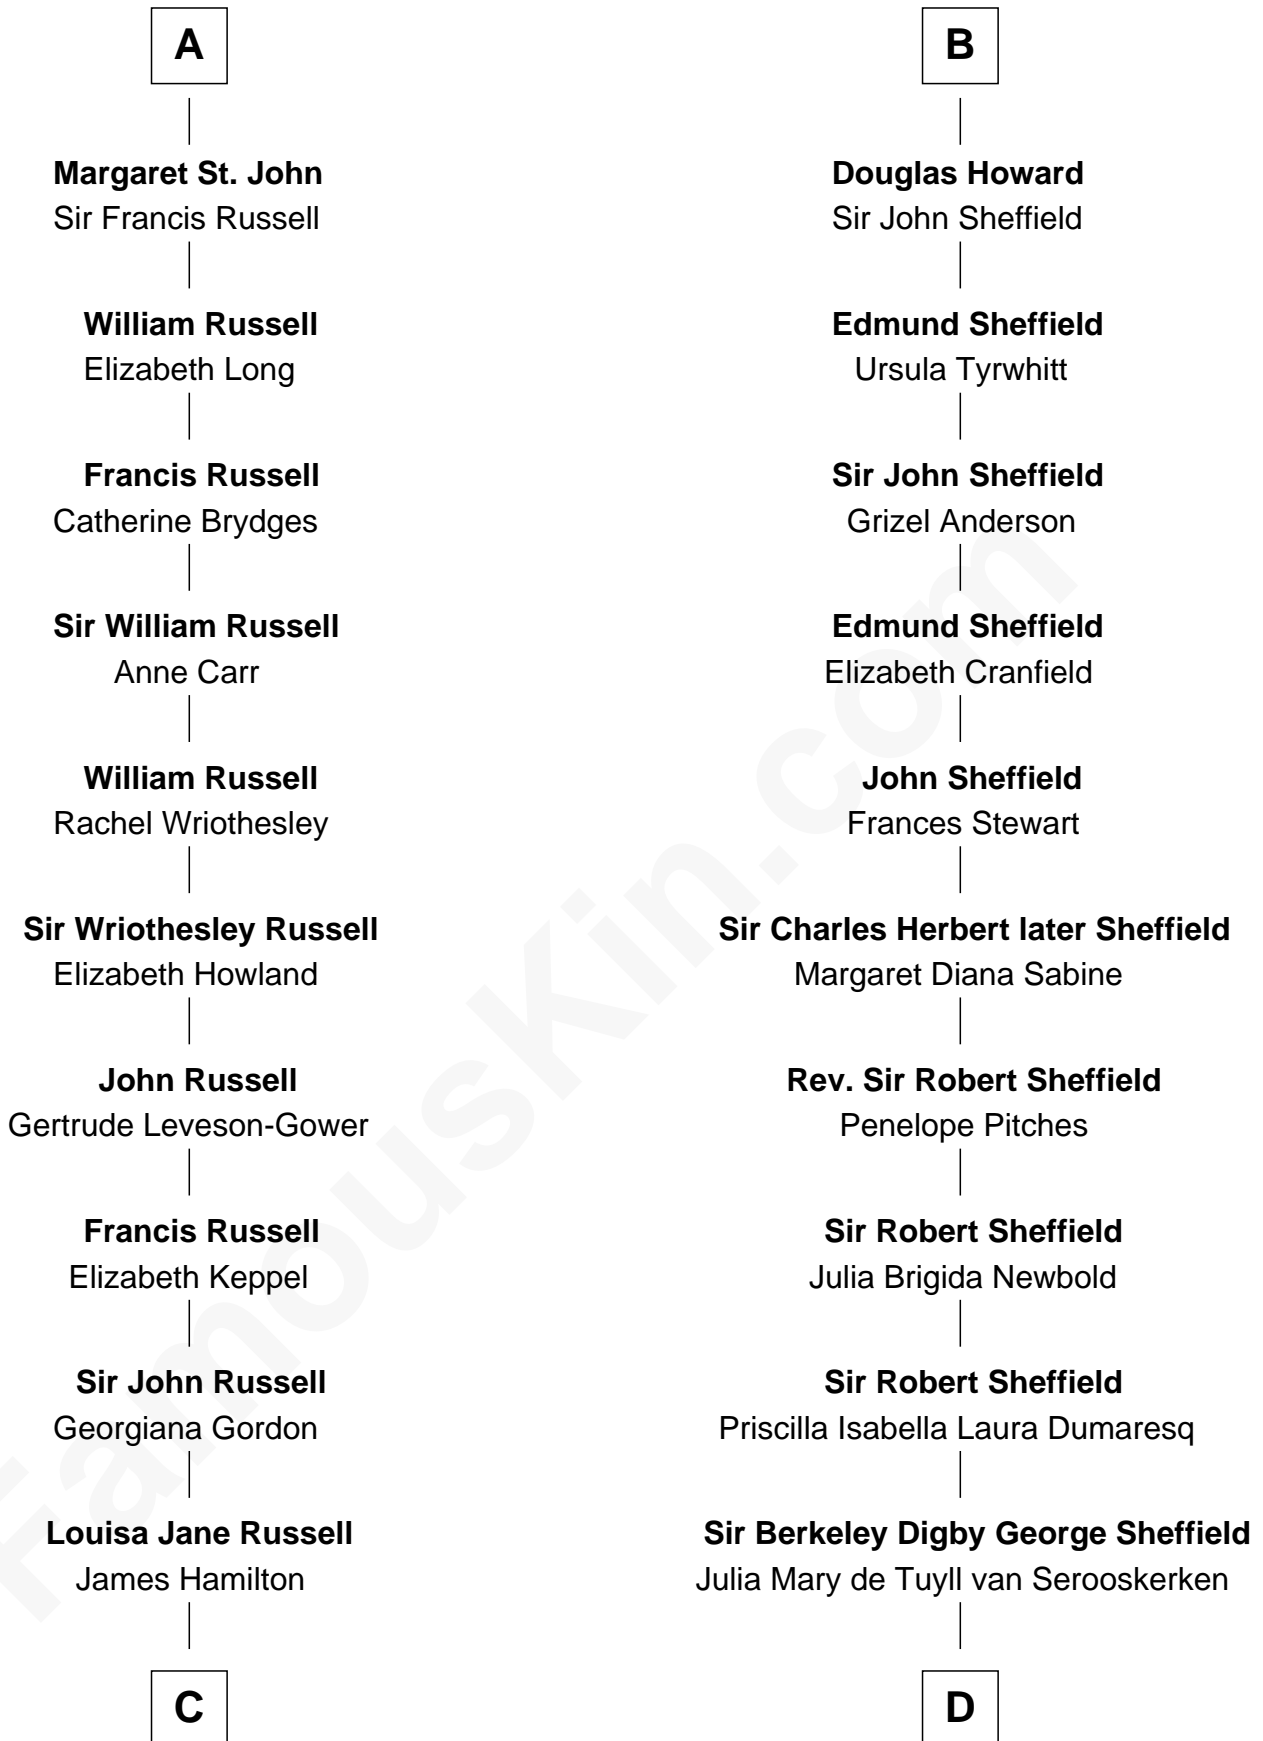 A
Margaret St. John
Sir Francis Russell
William Russell
Elizabeth Long
Francis Russell
Catherine Brydges
Sir William Russell
Anne Carr
William Russell
Rachel Wriothesley
Sir Wriothesley Russell
Elizabeth Howland
John Russell
Gertrude Leveson-Gower
Francis Russell
Elizabeth Keppel
Sir John Russell
Georgiana Gordon
Louisa Jane Russell
James Hamilton
C
B
Douglas Howard
Sir John Sheffield
Edmund Sheffield
Ursula Tyrwhitt
Sir John Sheffield
Grizel Anderson
Edmund Sheffield
Elizabeth Cranfield
John Sheffield
Frances Stewart
Sir Charles Herbert later Sheffield
Margaret Diana Sabine
Rev. Sir Robert Sheffield
Penelope Pitches
Sir Robert Sheffield
Julia Brigida Newbold
Sir Robert Sheffield
Priscilla Isabella Laura Dumaresq
Sir Berkeley Digby George Sheffield
Julia Mary de Tuyll van Serooskerken
D
FamousKin.com